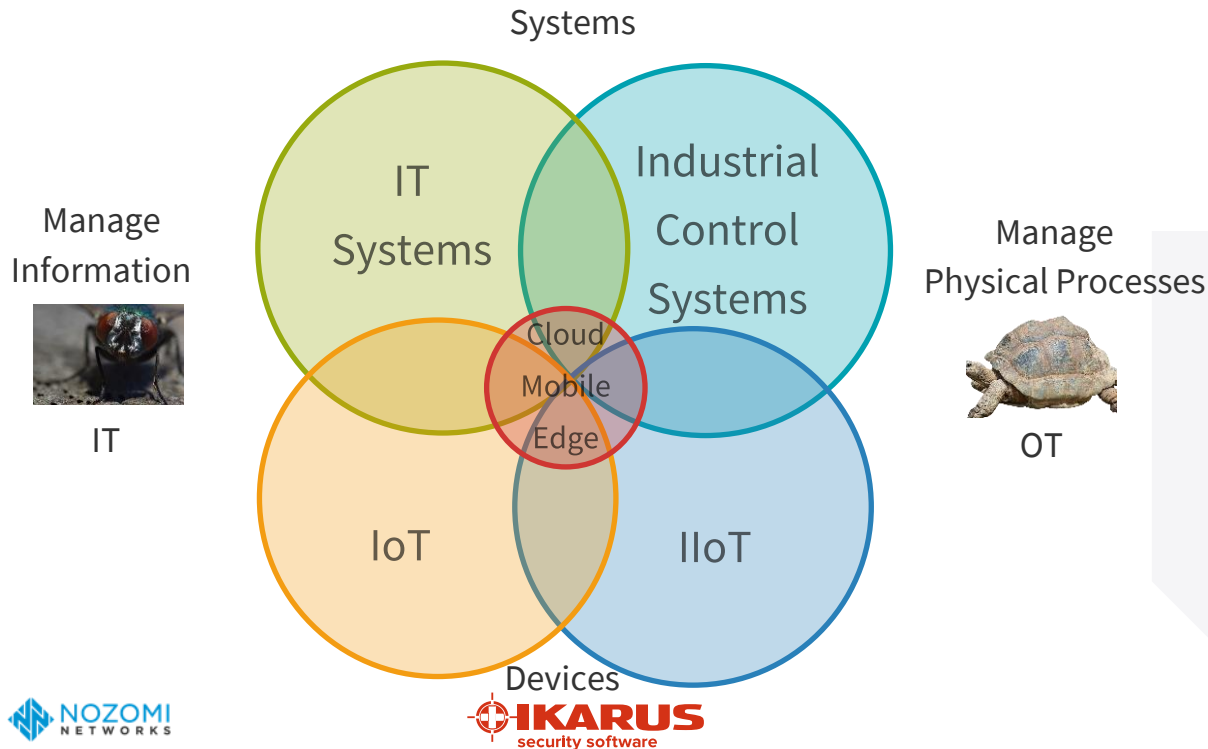 Systems
IT
Systems
Industrial
Control
Systems
Manage
Information
IT
Manage
Physical Processes
OT
Cloud
Mobile
Edge
IoT
IIoT
Devices
NOZOMI
NETWORKS
IKARUS
security software